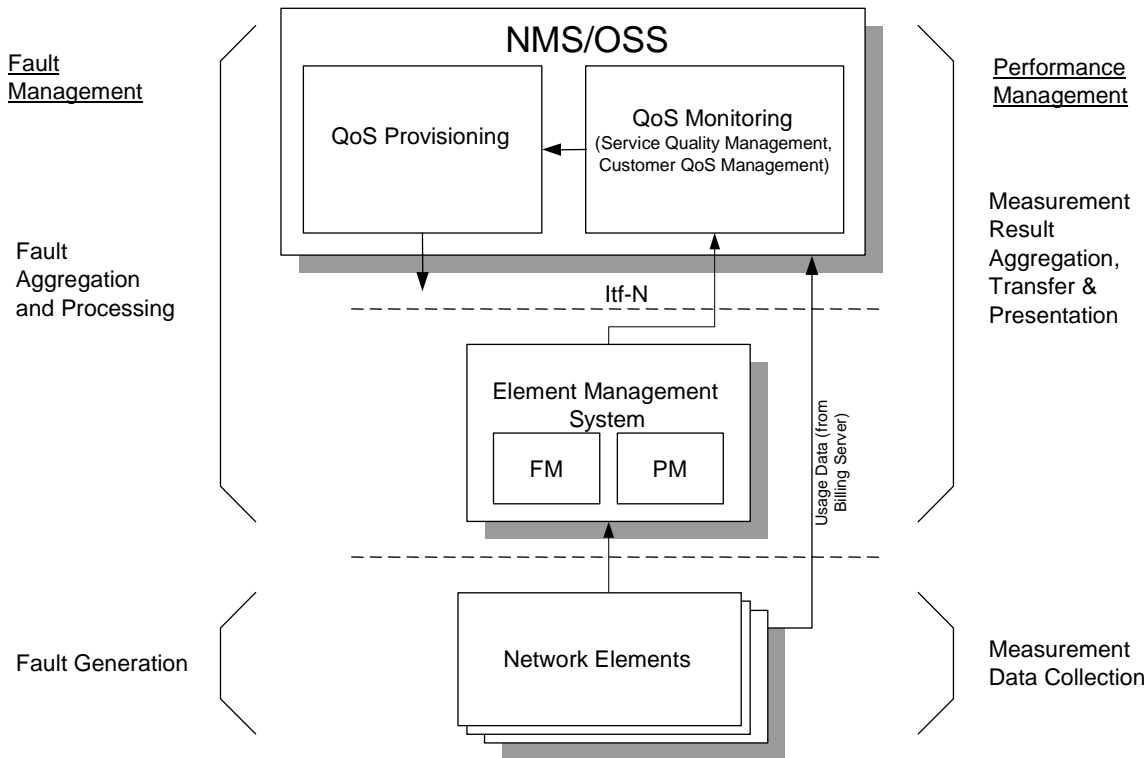 NMS/OSS
Fault
Management
Performance
Management
QoS Provisioning
QoS Monitoring
(Service Quality Management,
Customer QoS Management)
Fault
Aggregation
and Processing
Measurement
Result
Aggregation,
Transfer &
Presentation
Itf-N
Element Management
System
FM
PM
Usage Data (from
Billing Server)
Fault Generation
Network Elements
Measurement
Data Collection